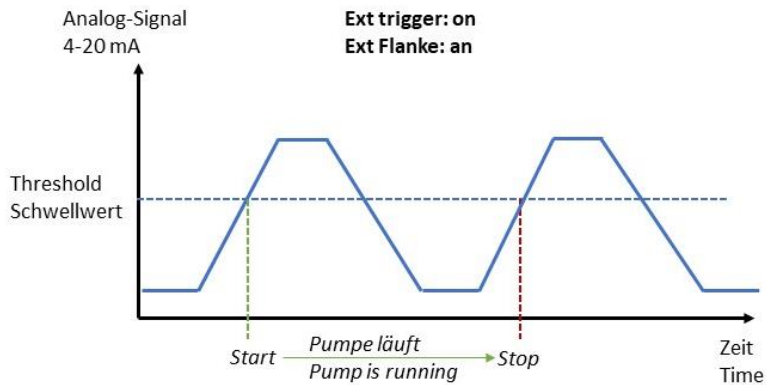 Analog-Signal
4-20 mA
Ext trigger: on
Ext Flanke: an
Threshold
Schwellwert
Start
Pumpe läuft
Pump is running
Stop
Zeit
Time